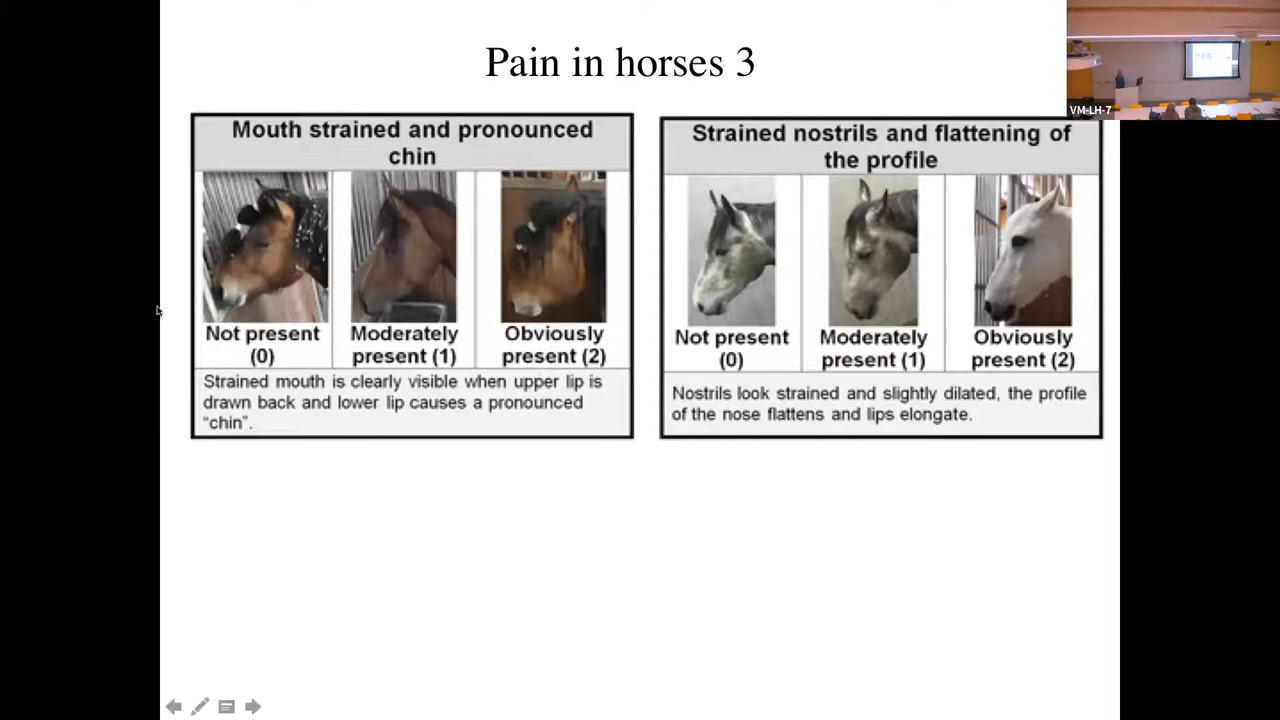 Pain in horses 3
VM-LH-7
Mouth strained and pronounced
chin
Not present
(0)
Moderately
present (1)
Obviously
present (2)
Strained mouth is clearly visible when upper lip is
drawn back and lower lip causes a pronounced
“chin”.
Strained nostrils and flattening of
the profile
Not present
(0)
Moderately
present (1)
Obviously
present (2)
Nostrils look strained and slightly dilated, the profile
of the nose flattens and lips elongate.